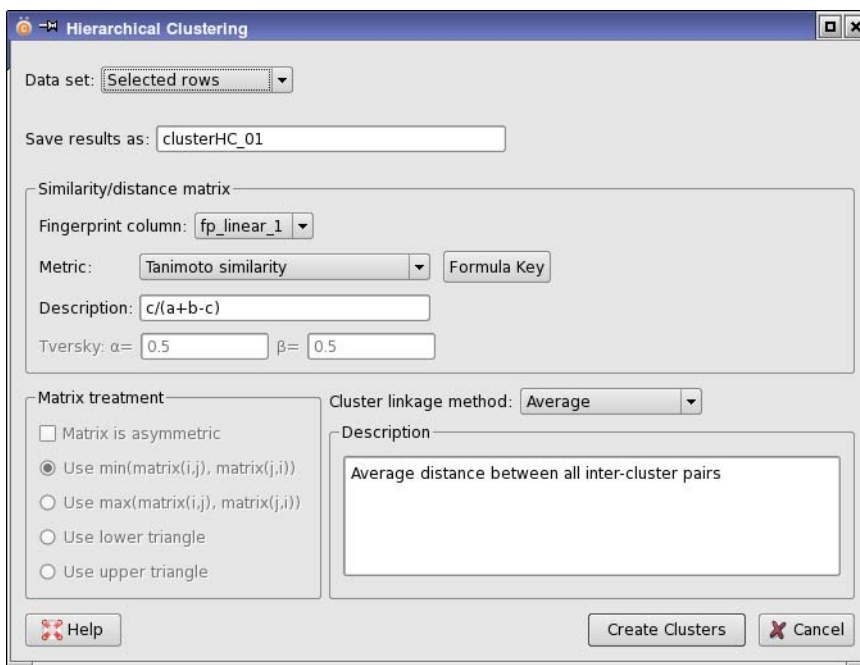 Hierarchical Clustering
Data set: Selected rows
Save results as: clusterHC_01
Similarity/distance matrix
Fingerprint column: fp_linear_1
Metric: Tanimoto similarity Formula Key
Description: c/(a+b-c)
Tversky: α= 0.5 β= 0.5
Matrix treatment
Matrix is asymmetric
Use min(matrix(i,j), matrix(j,i))
Use max(matrix(i,j), matrix(j,i))
Use lower triangle
Use upper triangle
Cluster linkage method: Average
Description
Average distance between all inter-cluster pairs
Help Create Clusters Cancel